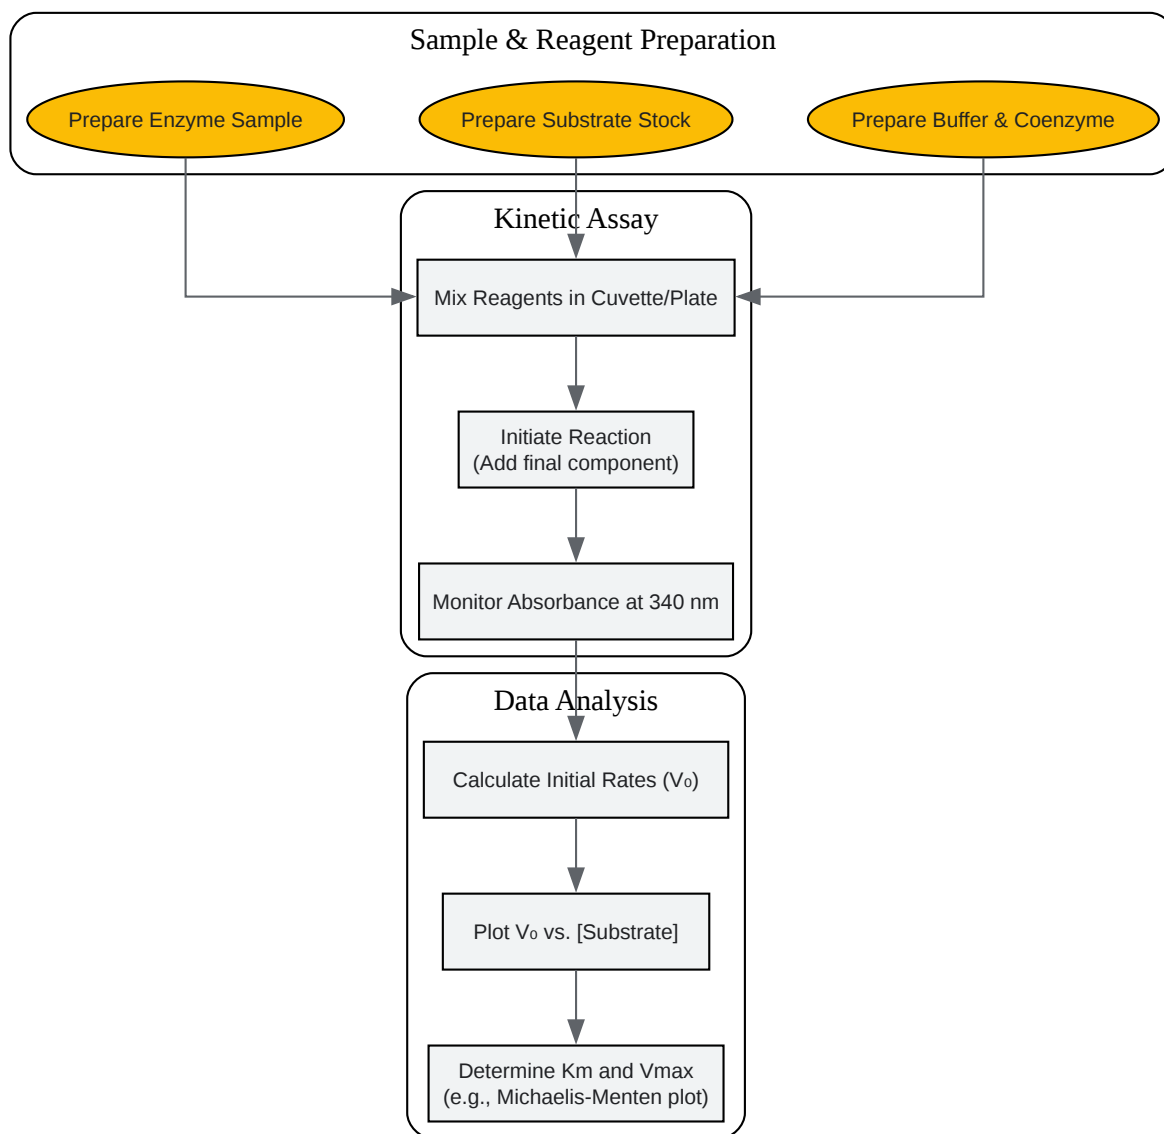 Sample & Reagent Preparation
Prepare Enzyme Sample
Prepare Substrate Stock
Prepare Buffer & Coenzyme
Kinetic Assay
Mix Reagents in Cuvette/Plate
Initiate Reaction
(Add final component)
Monitor Absorbance at 340 nm
Data Analysis
Calculate Initial Rates (V₀)
Plot V₀ vs. [Substrate]
Determine Km and Vmax
(e.g., Michaelis-Menten plot)